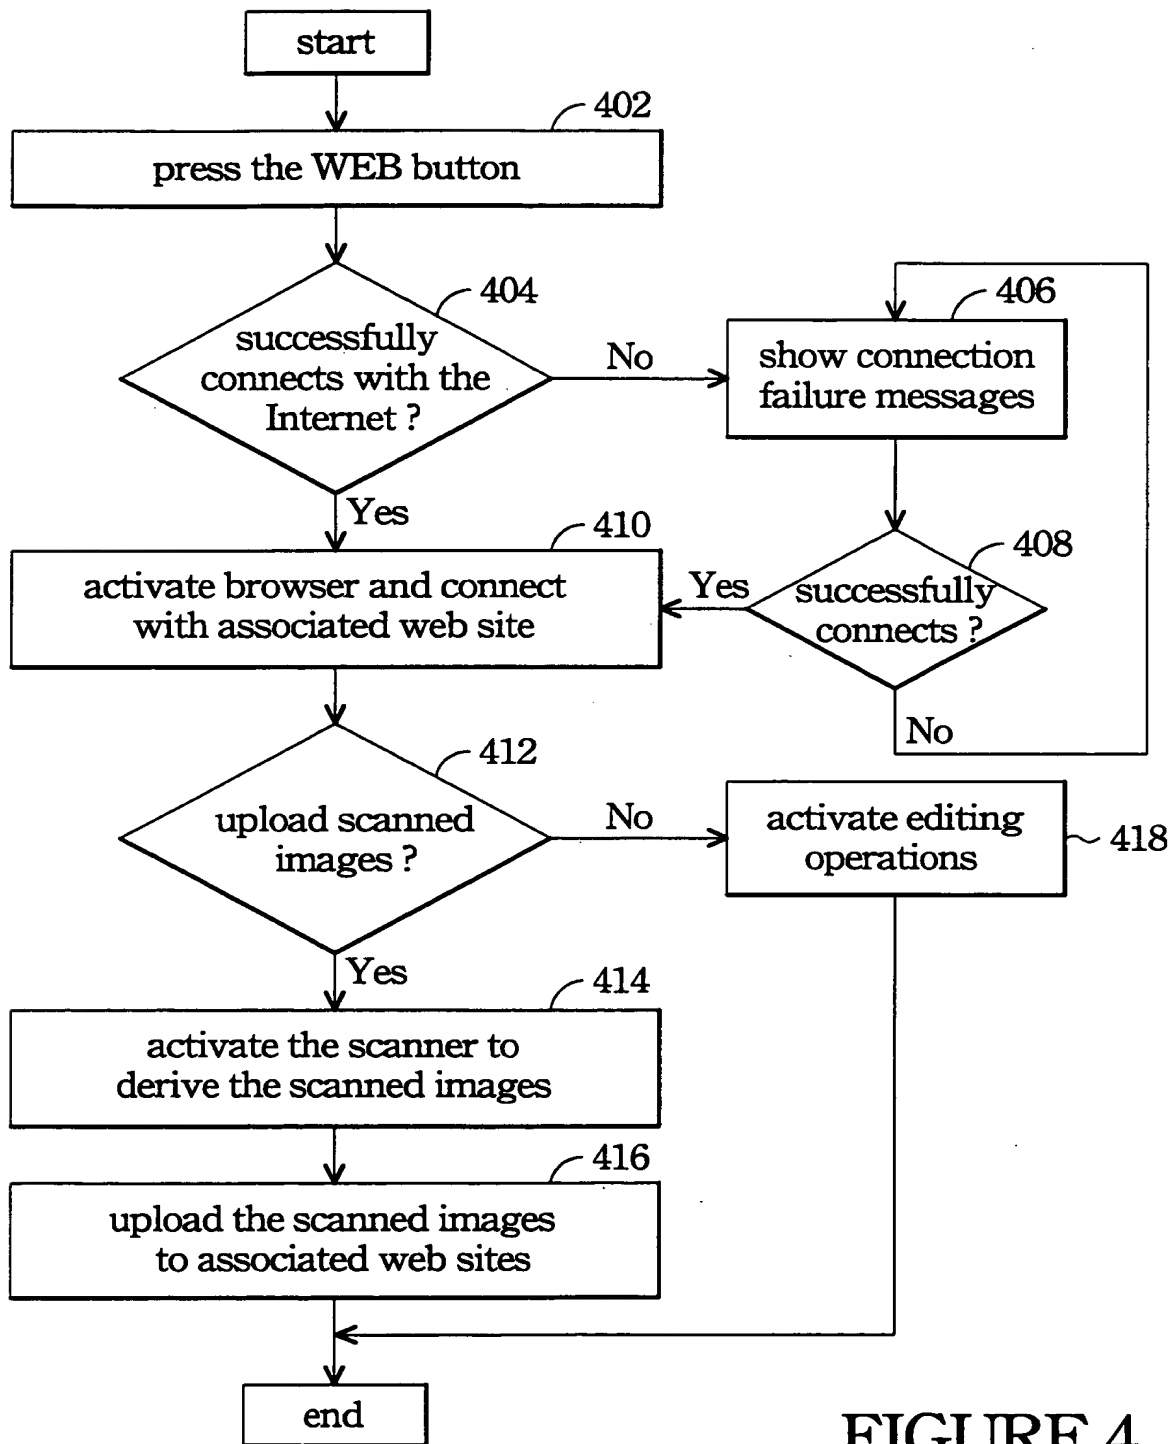 start
402
press the WEB button
404
successfully
connects with the
Internet ?
No
406
show connection
failure messages
Yes
410
activate browser and connect
with associated web site
Yes
408
successfully
connects ?
No
412
upload scanned
images ?
No
activate editing
operations
418
Yes
414
activate the scanner to
derive the scanned images
416
upload the scanned images
to associated web sites
end
FIGURE 4